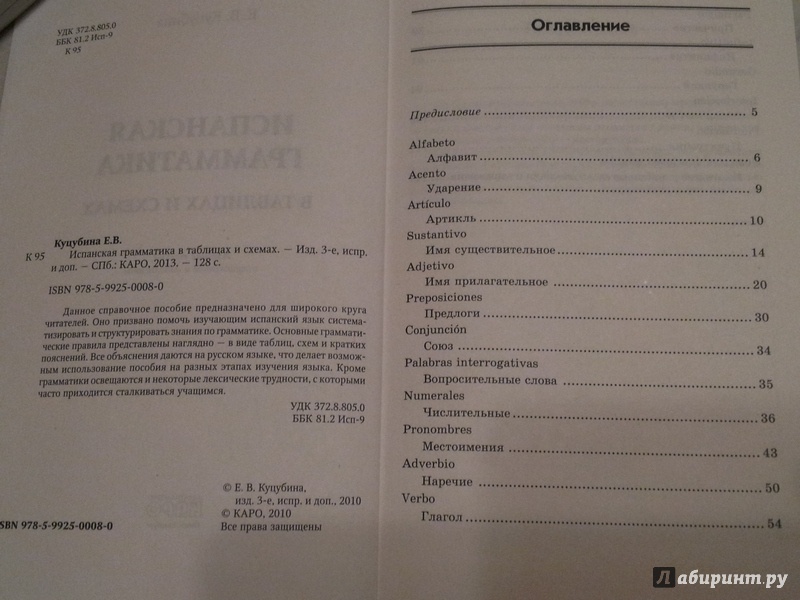 УДК 372.8.805.0
ББК 81.2 Исп-9
К 95
Куцубина Е.В.
К 95 Испанская грамматика в таблицах и схемах. — Изд. 3-е, испр.
и доп. — СПб.: КАРО, 2013. — 128 с.
ISBN 978-5-9925-0008-0
Данное справочное пособие предназначено для широкого круга
читателей. Оно призвано помочь изучающим испанский язык система-
тизировать и структурировать знания по грамматике. Основные граммати-
ческие правила представлены наглядно — в виде таблиц, схем и кратких
пояснений. Все объяснения даются на русском языке, что делает возмож-
ным использование пособия на разных этапах изучения языка. Кроме
грамматики освещаются и некоторые лексические трудности, с которыми
часто приходится сталкиваться учащимся.
УДК 372.8.805.0
ББК 81.2 Исп-9
© Е. В. Куцубина,
изд. 3-е, испр. и доп., 2010
© КАРО, 2010
Все права защищены
ISBN 978-5-9925-0008-0
Оглавление
Предисловие 5
Alfabeto
Алфавит 6
Acento
Ударение 9
Artículo
Артикль 10
Sustantivo
Имя существительное 14
Adjetivo
Имя прилагательное 20
Preposiciones
Предлоги 30
Conjunción
Союз 34
Palabras interrogativas
Вопросительные слова 35
Numerales
Числительные 36
Pronombres
Местоимения 43
Adverbio
Наречие 50
Verbo
Глагол 54
Лабиринт.ру